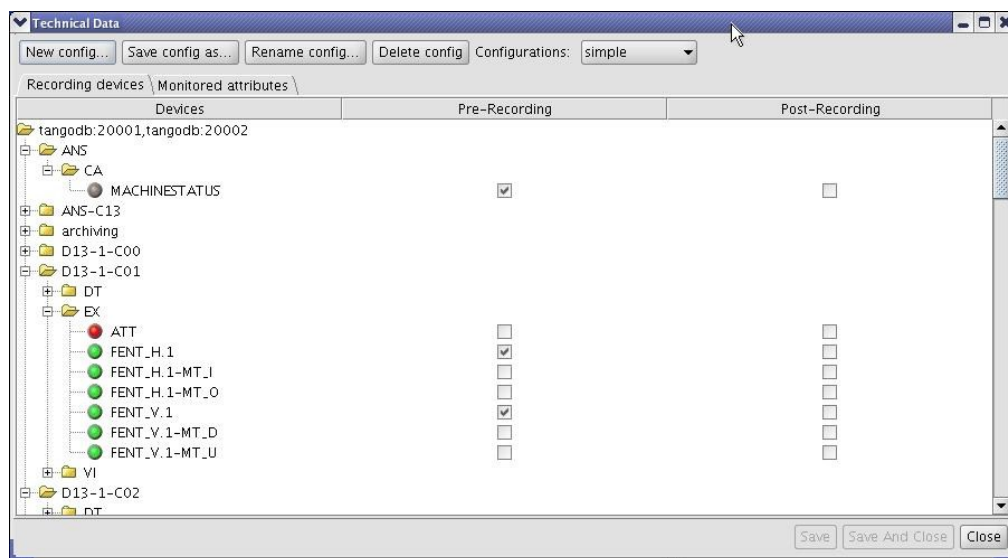 Technical Data
New config... Save config as... Rename config... Delete config Configurations: simple
Recording devices Monitored attributes
Devices Pre-Recording Post-Recording
tangodb:20001,tangodb:20002
ANS
CA
MACHINESTATUS
ANS-C13
archiving
D13-1-C00
D13-1-C01
DT
EX
ATT
FENT_H.1
FENT_H.1-MT_I
FENT_H.1-MT_O
FENT_V.1
FENT_V.1-MT_D
FENT_V.1-MT_U
VI
D13-1-C02
DT
Save Save And Close Close